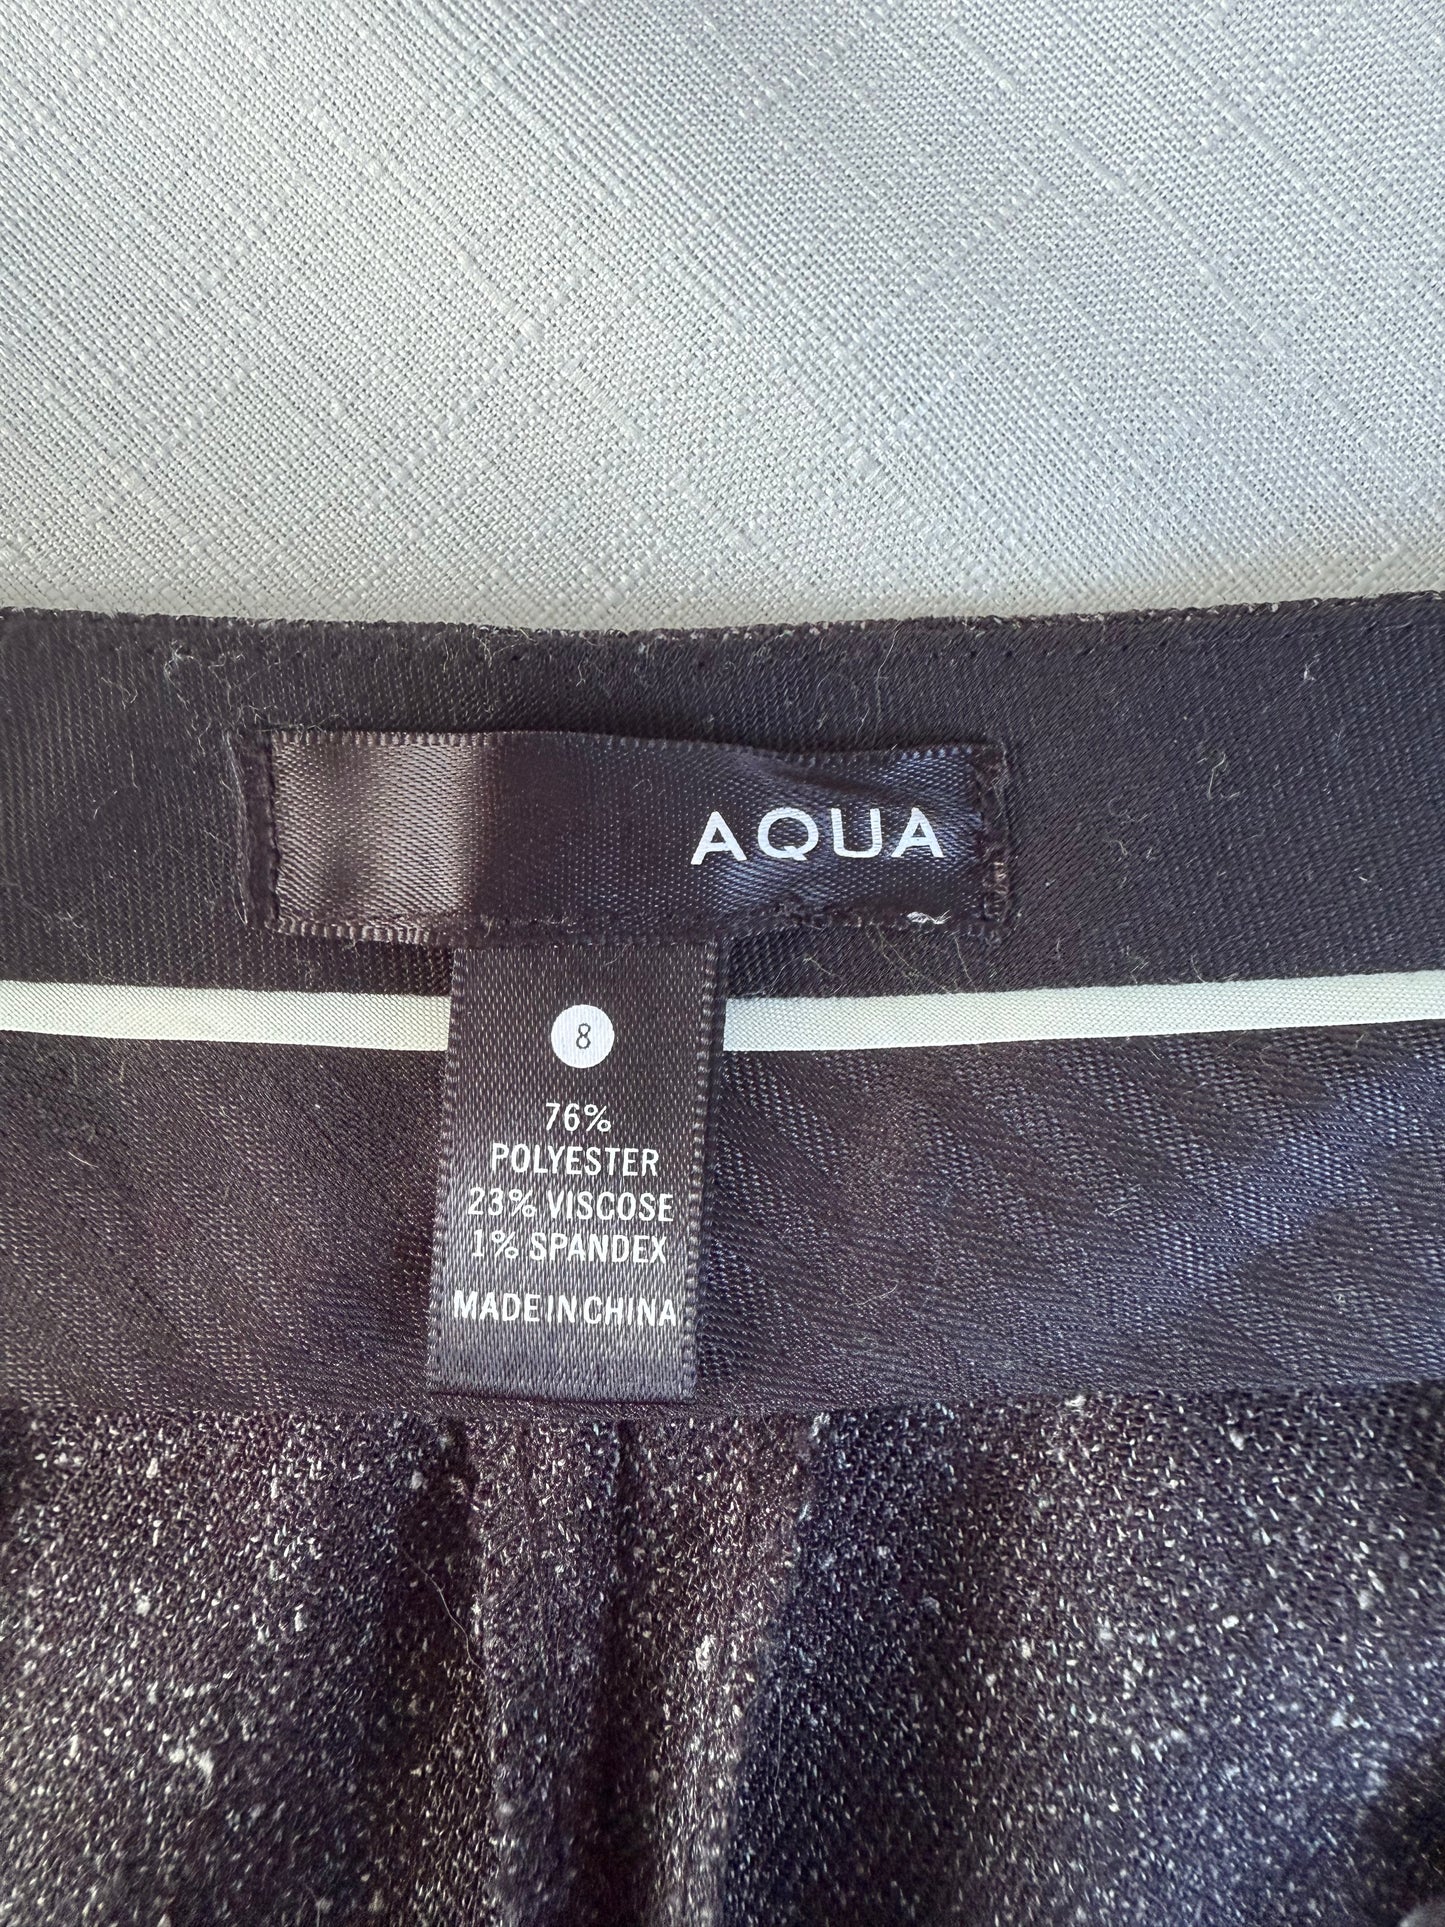 AQUA
8
76%
POLYESTER
23% VISCOSE
1% SPANDEX
MADE IN CHINA